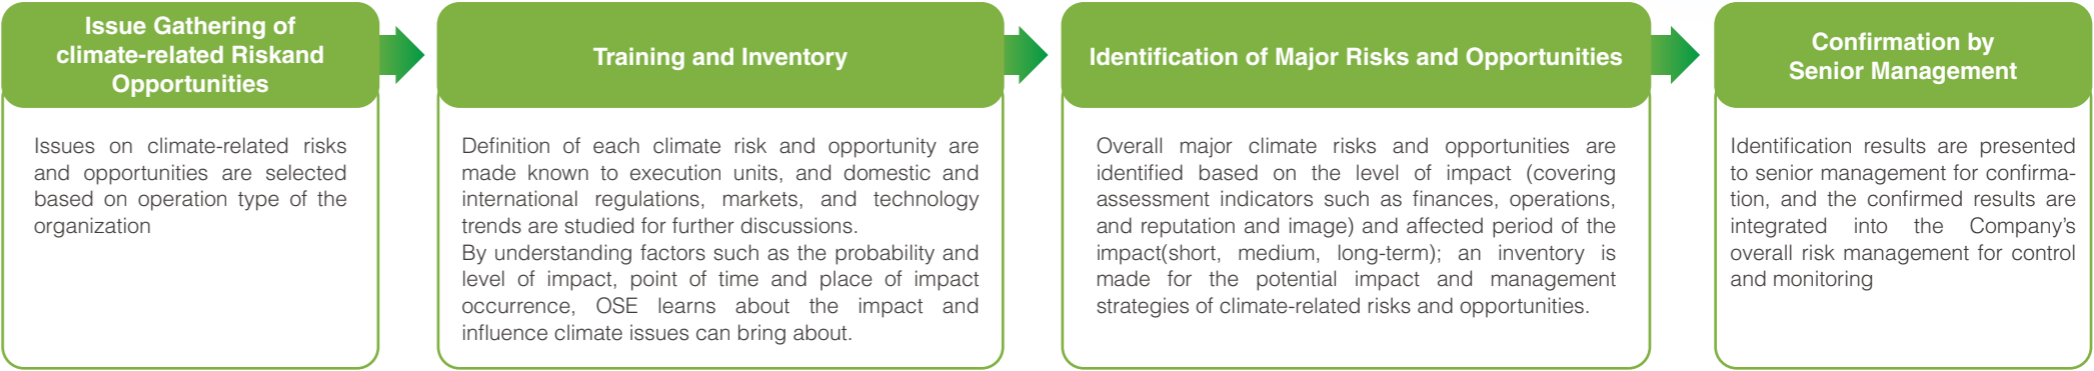 Issue Gathering of
climate-related Riskand
Opportunities
Issues on climate-related risks
and opportunities are selected
based on operation type of the
organization
Training and Inventory
Definition of each climate risk and opportunity are
made known to execution units, and domestic and
international regulations, markets, and technology
trends are studied for further discussions.
By understanding factors such as the probability and
level of impact, point of time and place of impact
occurrence, OSE learns about the impact and
influence climate issues can bring about.
Identification of Major Risks and Opportunities
Overall major climate risks and opportunities are
identified based on the level of impact (covering
assessment indicators such as finances, operations,
and reputation and image) and affected period of the
impact(short, medium, long-term); an inventory is
made for the potential impact and management
strategies of climate-related risks and opportunities.
Confirmation by
Senior Management
Identification results are presented
to senior management for confirma-
tion, and the confirmed results are
integrated into the Company’s
overall risk management for control
and monitoring